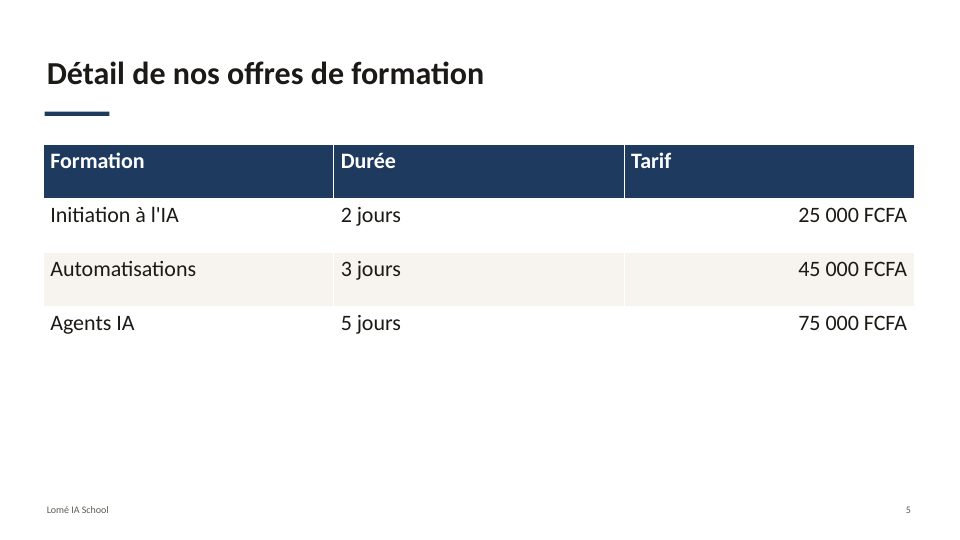 Détail de nos offres de formation
Formation Durée Tarif
Initiation à l'IA 2 jours 25 000 FCFA
Automatisations 3 jours 45 000 FCFA
Agents IA 5 jours 75 000 FCFA
Lomé IA School 5